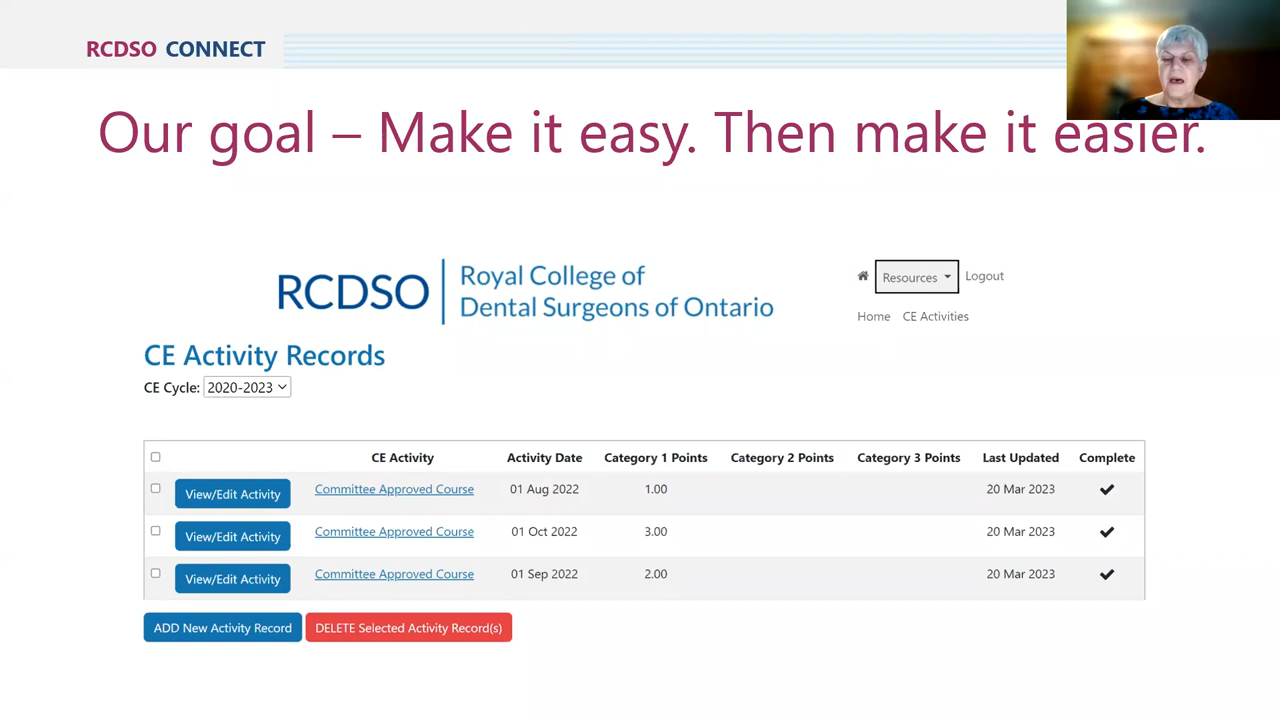 RCDSO CONNECT
Our goal – Make it easy. Then make it easier.
RCDSO
Royal College of
Dental Surgeons of Ontario
Resources Logout
Home CE Activities
CE Activity Records
CE Cycle: 2020-2023
CE Activity Activity Date Category 1 Points Category 2 Points Category 3 Points Last Updated Complete
View/Edit Activity Committee Approved Course 01 Aug 2022 1.00 20 Mar 2023
View/Edit Activity Committee Approved Course 01 Oct 2022 3.00 20 Mar 2023
View/Edit Activity Committee Approved Course 01 Sep 2022 2.00 20 Mar 2023
ADD New Activity Record DELETE Selected Activity Record(s)